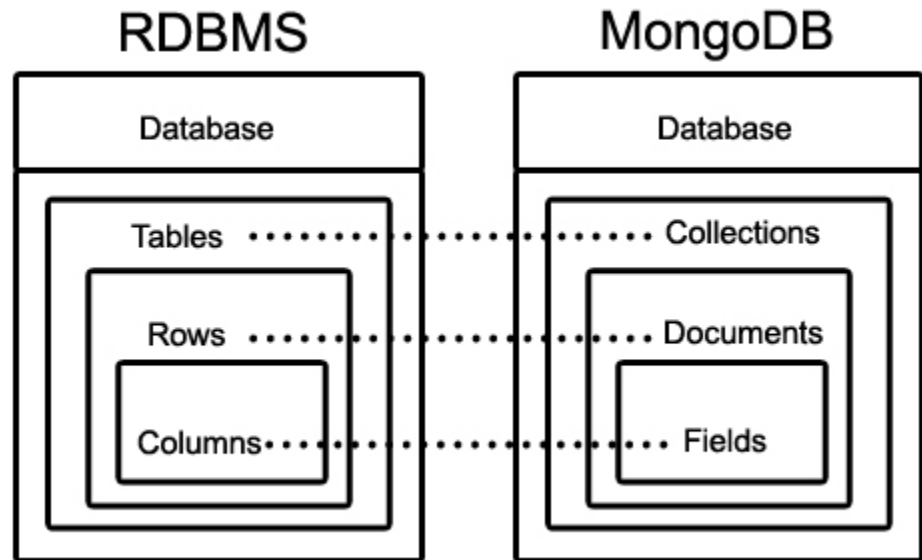 RDBMS
MongoDB
Database
Database
Tables
Collections
Rows
Documents
Columns
Fields